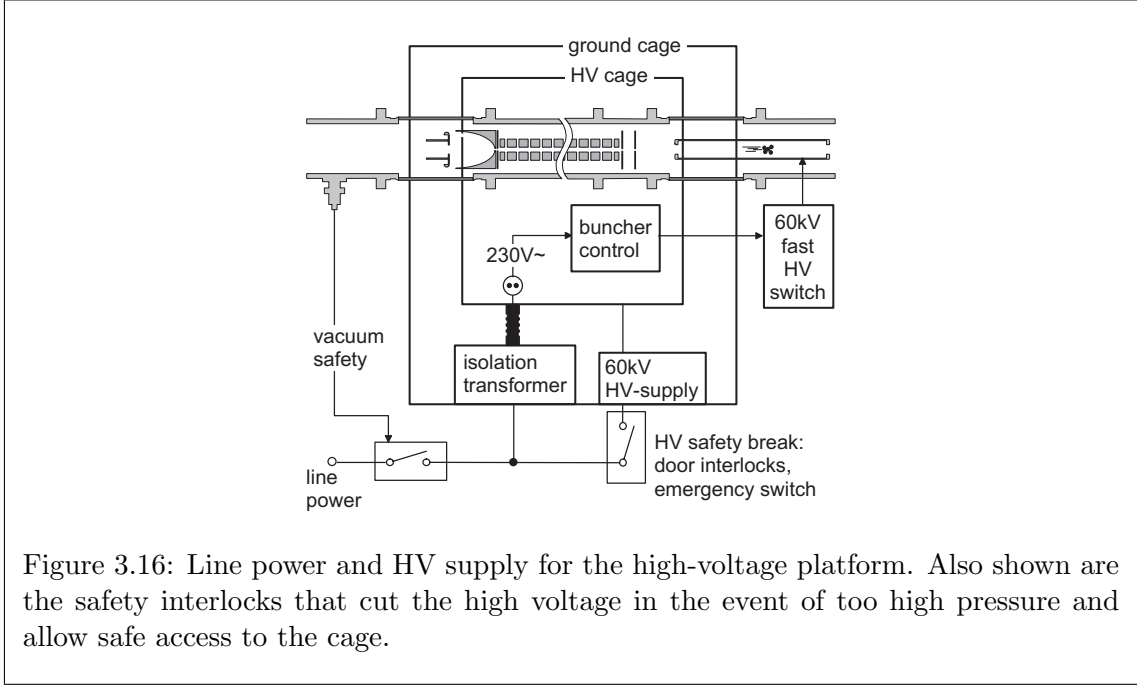 ground cage
HV cage
buncher
control
230V~
60kV
fast
HV
switch
vacuum
safety
isolation
transformer
60kV
HV-supply
HV safety break:
door interlocks,
emergency switch
line
power
Figure 3.16: Line power and HV supply for the high-voltage platform. Also shown are
the safety interlocks that cut the high voltage in the event of too high pressure and
allow safe access to the cage.